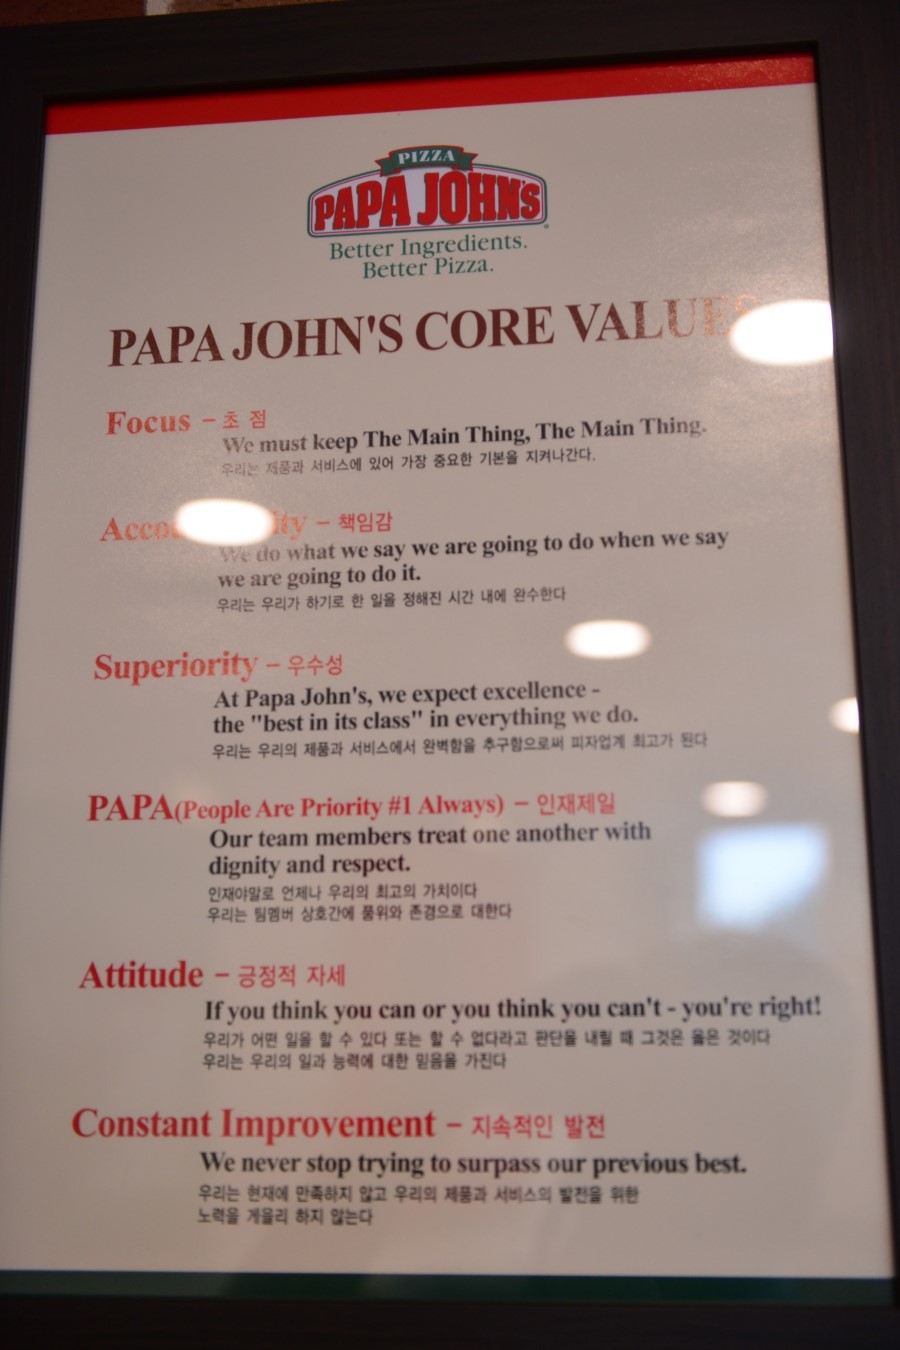 PIZZA
PAPA JOHN'S
Better Ingredients.
Better Pizza.
PAPA JOHN'S CORE VALUES
Focus - 초 점
We must keep The Main Thing, The Main Thing.
우리는 제품과 서비스에 있어 가장 중요한 기본을 지켜나간다.
- 책임감
We do what we say we are going to do when we say
we are going to do it.
우리는 우리가 하기로 한 일을 정해진 시간 내에 완수한다
Superiority - 우수성
At Papa John's, we expect excellence -
the "best in its class" in everything we do.
우리는 우리의 제품과 서비스에서 완벽함을 추구함으로써 피자업계 최고가 된다
PAPA(People Are Priority #1 Always) - 인재제일
Our team members treat one another with
dignity and respect.
인재야말로 언제나 우리의 최고의 가치이다
우리는 팀멤버 상호간에 품위와 존경으로 대한다
Attitude - 긍정적 자세
If you think you can or you think you can't - you're right!
우리가 어떤 일을 할 수 있다 또는 할 수 없다라고 판단을 내릴 때 그것은 옳은 것이다
우리는 우리의 일과 능력에 대한 믿음을 가진다
Constant Improvement - 지속적인 발전
We never stop trying to surpass our previous best.
우리는 현재에 만족하지 않고 우리의 제품과 서비스의 발전을 위한
노력을 게을리 하지 않는다